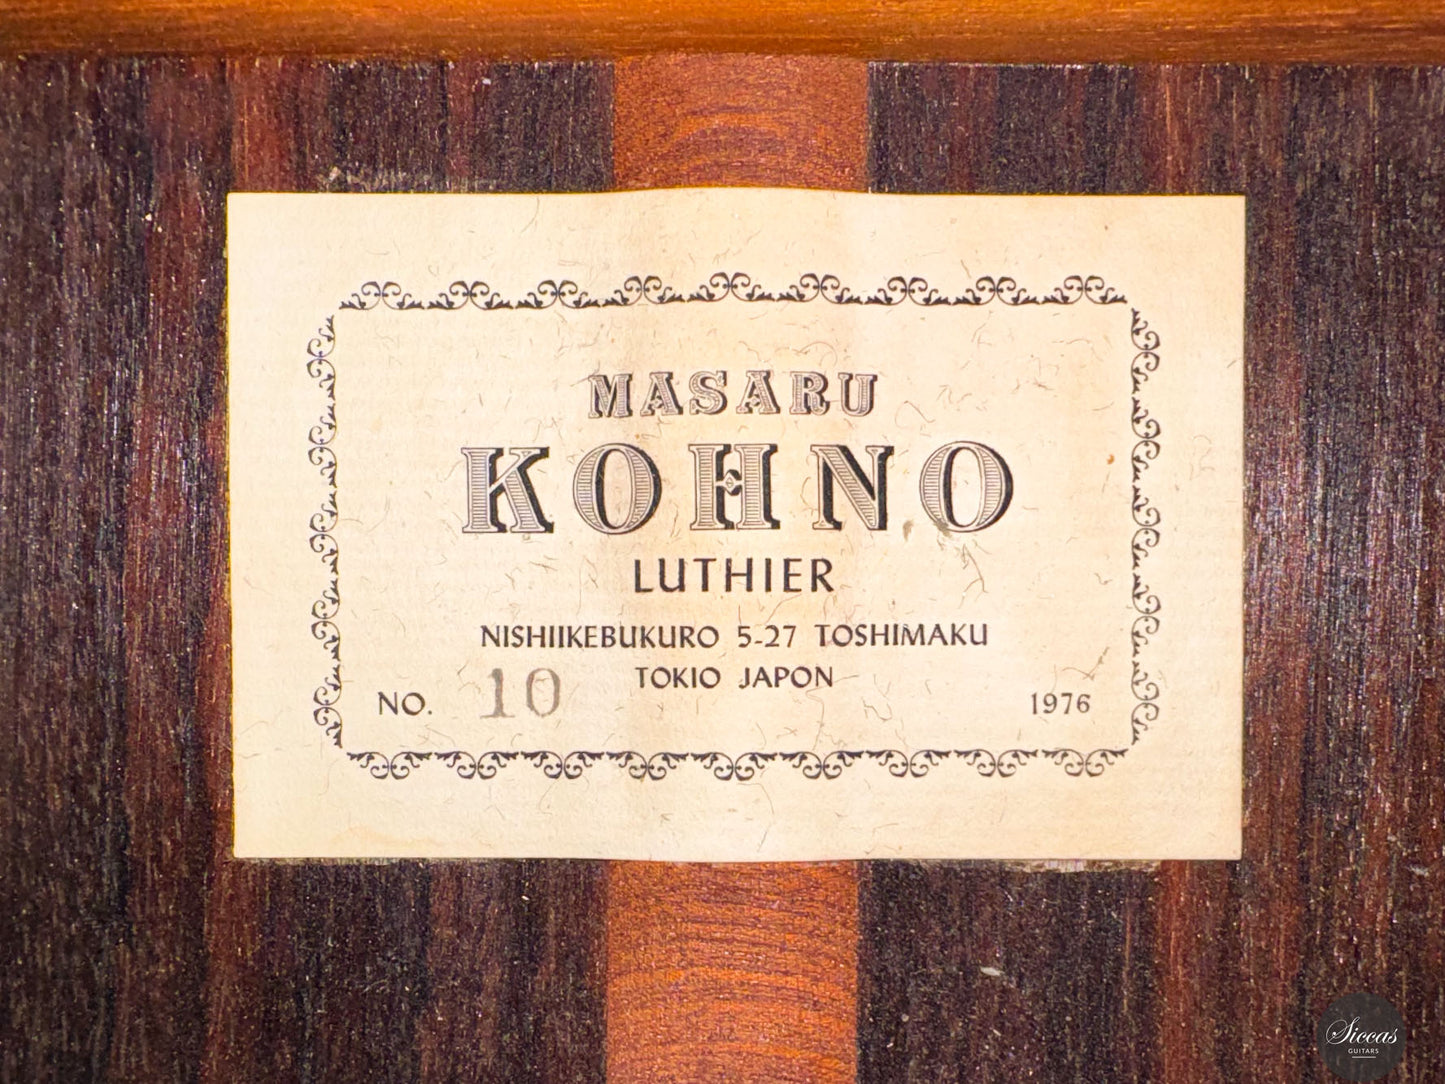 MASARU
KOHNO
LUTHIER
NISHIIKEBUKURO 5-27 TOSHIMAKU
TOKIO JAPON
NO. 10 1976
Siccas
GUITARS